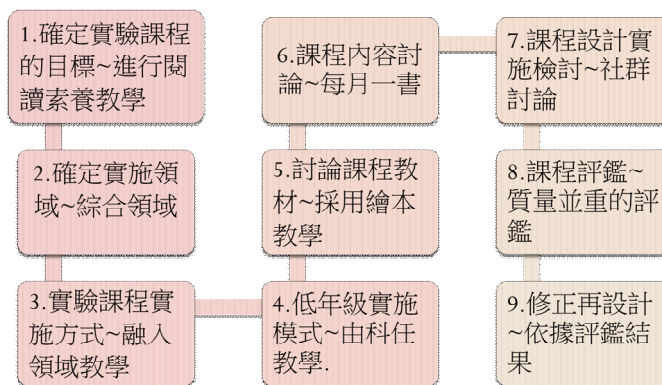 1.確定實驗課程
的目標~進行閱
讀素養教學
2.確定實施領
域~綜合領域
3.實驗課程實
施方式~融入
領域教學
4.低年級實施
模式~由科任
教學.
5.討論課程教
材~採用繪本
教學
6.課程內容討
論~每月一書
7.課程設計實
施檢討~社群
討論
8.課程評鑑~
質量並重的評
鑑
9.修正再設計
~依據評鑑結
果